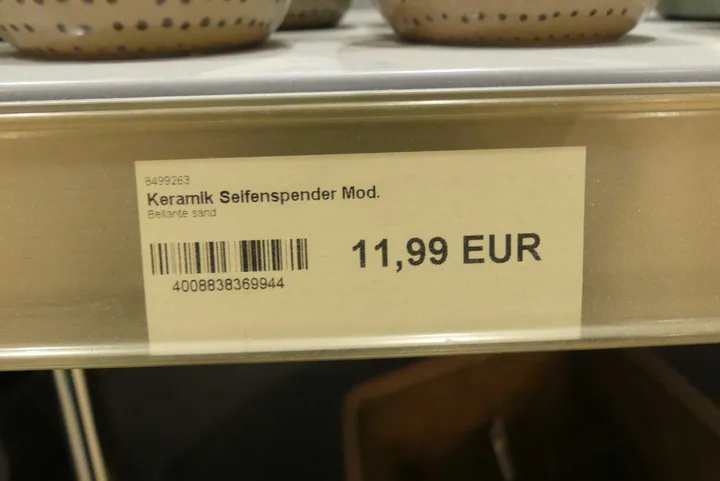 8499263
Keramik Seifenspender Mod.
Bellante sand
11,99 EUR
4008838369944